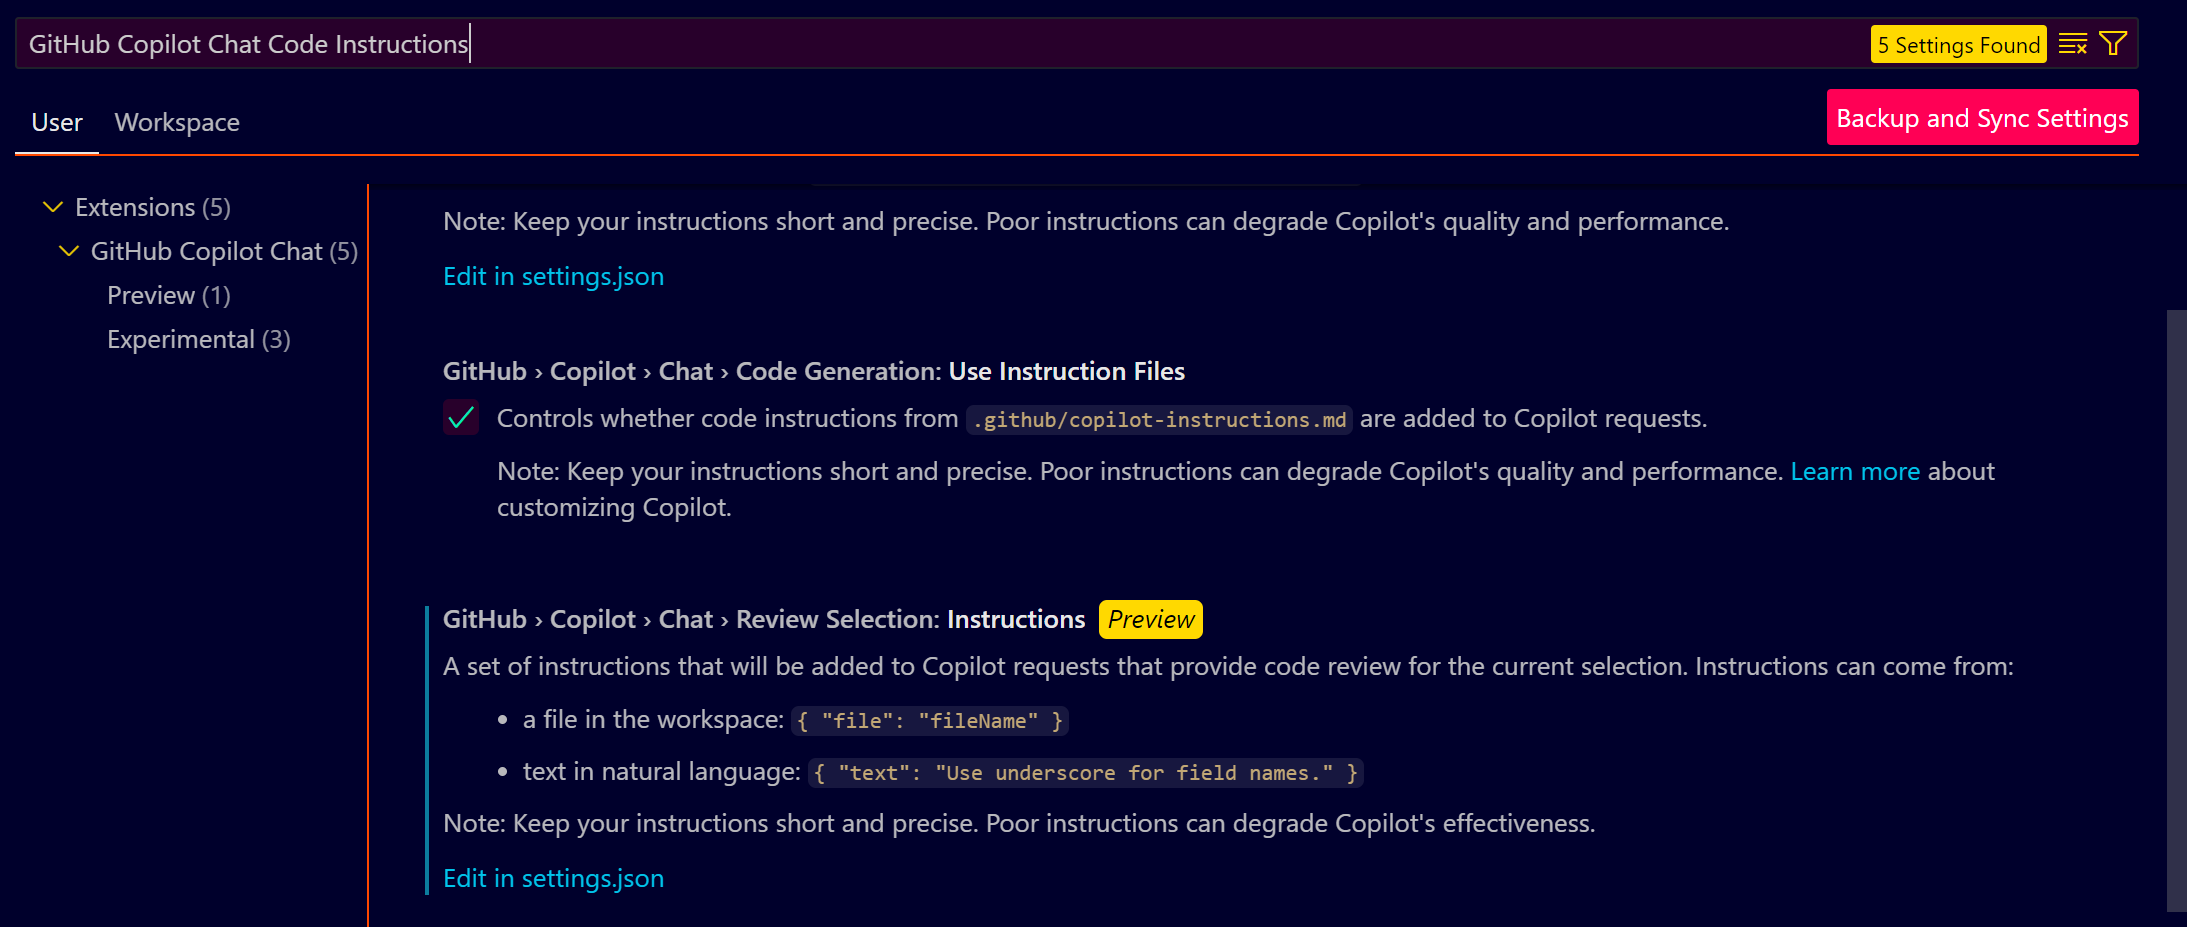 GitHub Copilot Chat Code Instructions
5 Settings Found
User
Workspace
Backup and Sync Settings
Extensions (5)
GitHub Copilot Chat (5)
Preview (1)
Experimental (3)
Note: Keep your instructions short and precise. Poor instructions can degrade Copilot's quality and performance.
Edit in settings.json
GitHub › Copilot › Chat › Code Generation: Use Instruction Files
Controls whether code instructions from .github/copilot-instructions.md are added to Copilot requests.
Note: Keep your instructions short and precise. Poor instructions can degrade Copilot's quality and performance. Learn more about
customizing Copilot.
GitHub › Copilot › Chat › Review Selection: Instructions Preview
A set of instructions that will be added to Copilot requests that provide code review for the current selection. Instructions can come from:
• a file in the workspace: { "file": "fileName" }
• text in natural language: { "text": "Use underscore for field names." }
Note: Keep your instructions short and precise. Poor instructions can degrade Copilot's effectiveness.
Edit in settings.json